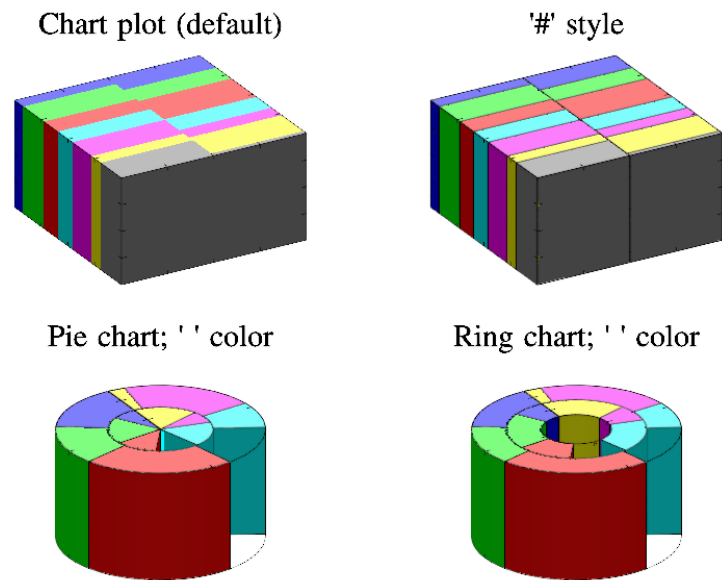 Chart plot (default)
'#' style
Pie chart; ' ' color
Ring chart; ' ' color